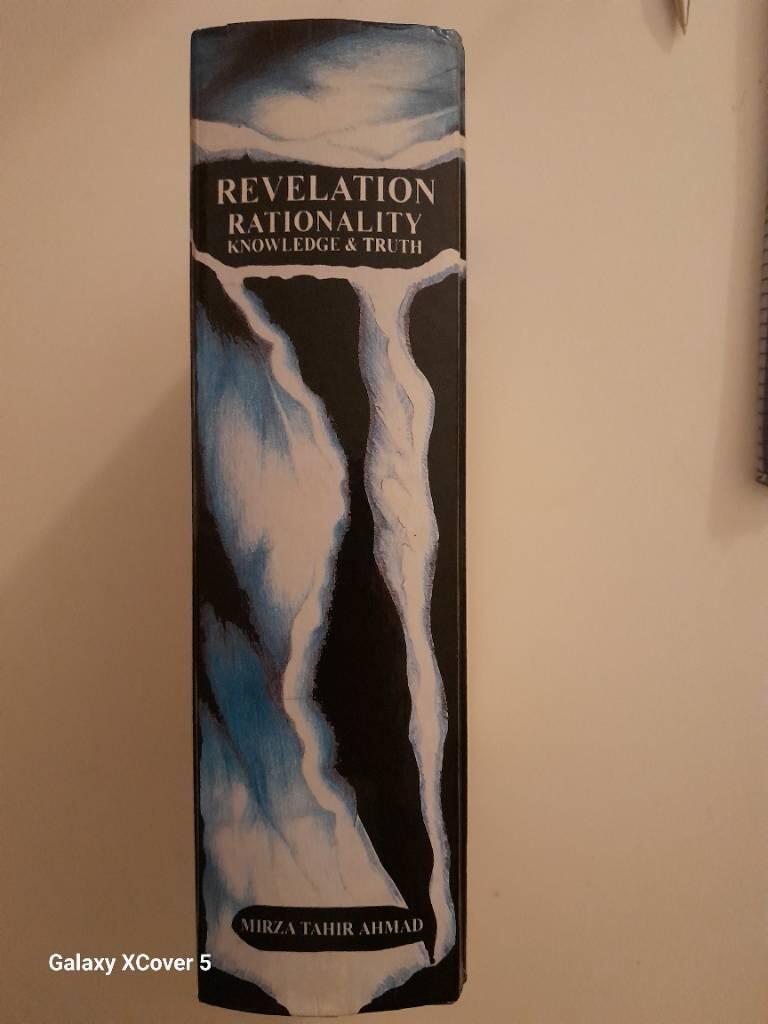 REVELATION
RATIONALITY
KNOWLEDGE & TRUTH
MIRZA TAHIR AHMAD
Galaxy XCover 5